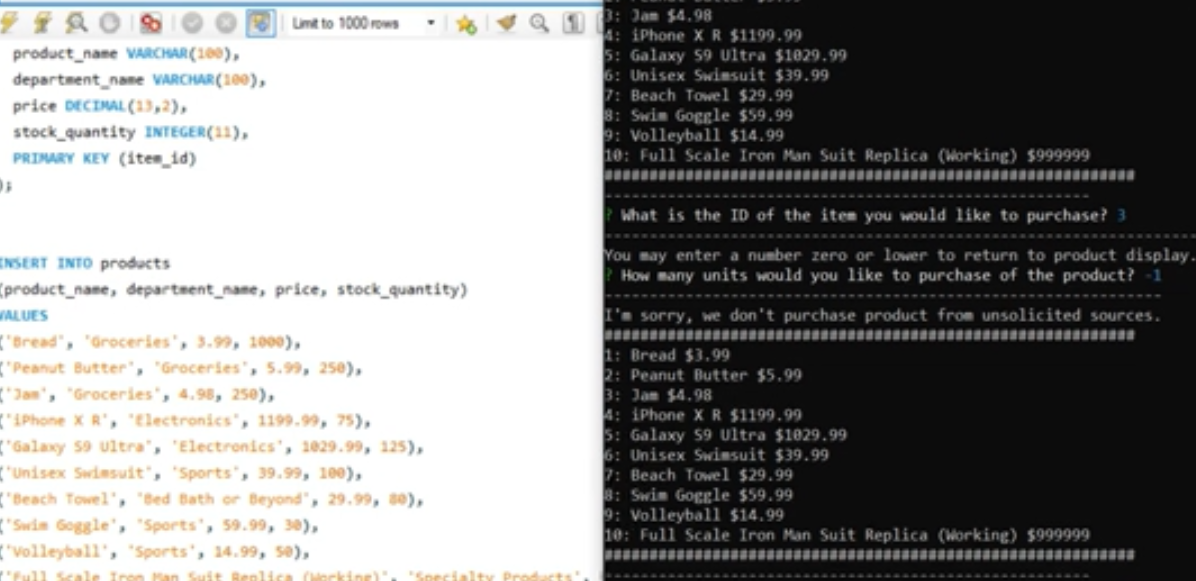 Limit to 1000 rows
product_name VARCHAR(100),
department_name VARCHAR(100),
price DECIMAL(13,2),
stock_quantity INTEGER(11),
PRIMARY KEY (item_id)
);
INSERT INTO products
(product_name, department_name, price, stock_quantity)
VALUES
('Bread', 'Groceries', 3.99, 1000),
('Peanut Butter', 'Groceries', 5.99, 250),
('Jam', 'Groceries', 4.98, 250),
('iPhone X R', 'Electronics', 1199.99, 75),
('Galaxy S9 Ultra', 'Electronics', 1029.99, 125),
('Unisex Swimsuit', 'Sports', 39.99, 100),
('Beach Towel', 'Bed Bath or Beyond', 29.99, 80),
('Swim Goggle', 'Sports', 59.99, 30),
('Volleyball', 'Sports', 14.99, 50),
('Full Scale Iron Man Suit Replica (Working)', 'Specialty Products',
3: Jam $4.98
4: iPhone X R $1199.99
5: Galaxy S9 Ultra $1029.99
6: Unisex Swimsuit $39.99
7: Beach Towel $29.99
8: Swim Goggle $59.99
9: Volleyball $14.99
10: Full Scale Iron Man Suit Replica (Working) $999999
? What is the ID of the item you would like to purchase? 3
You may enter a number zero or lower to return to product display.
? How many units would you like to purchase of the product? -1
I'm sorry, we don't purchase product from unsolicited sources.
1: Bread $3.99
2: Peanut Butter $5.99
3: Jam $4.98
4: iPhone X R $1199.99
5: Galaxy S9 Ultra $1029.99
6: Unisex Swimsuit $39.99
7: Beach Towel $29.99
8: Swim Goggle $59.99
9: Volleyball $14.99
10: Full Scale Iron Man Suit Replica (Working) $999999